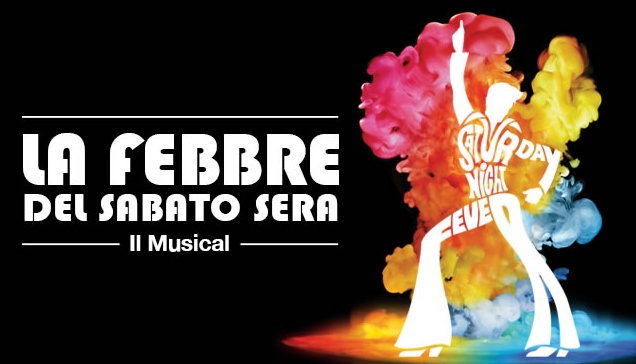 LA FEBBRE
DEL SABATO SERA
Il Musical
SATURDAY
NIGHT
FEVER